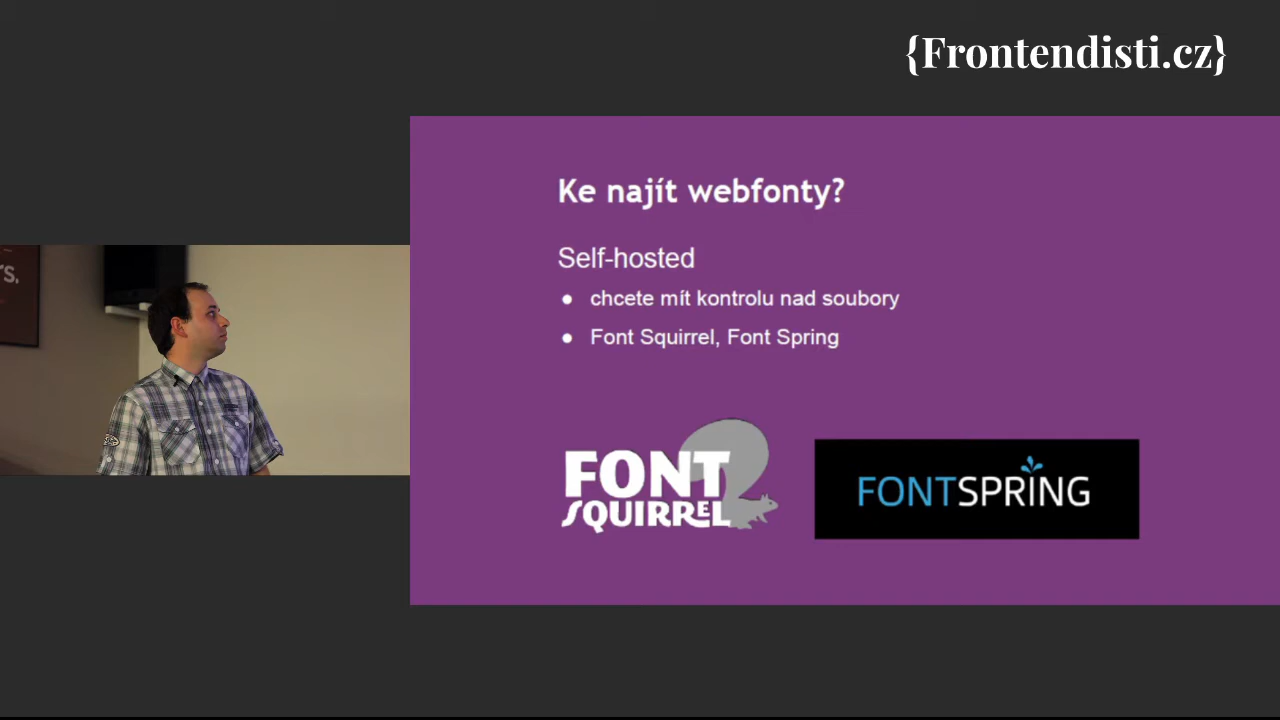 {Frontendisti.cz}
Ke najít webfonty?
Self-hosted
● chcete mít kontrolu nad soubory
● Font Squirrel, Font Spring
FONT
SQUIRREL
FONTSPRING
rs.